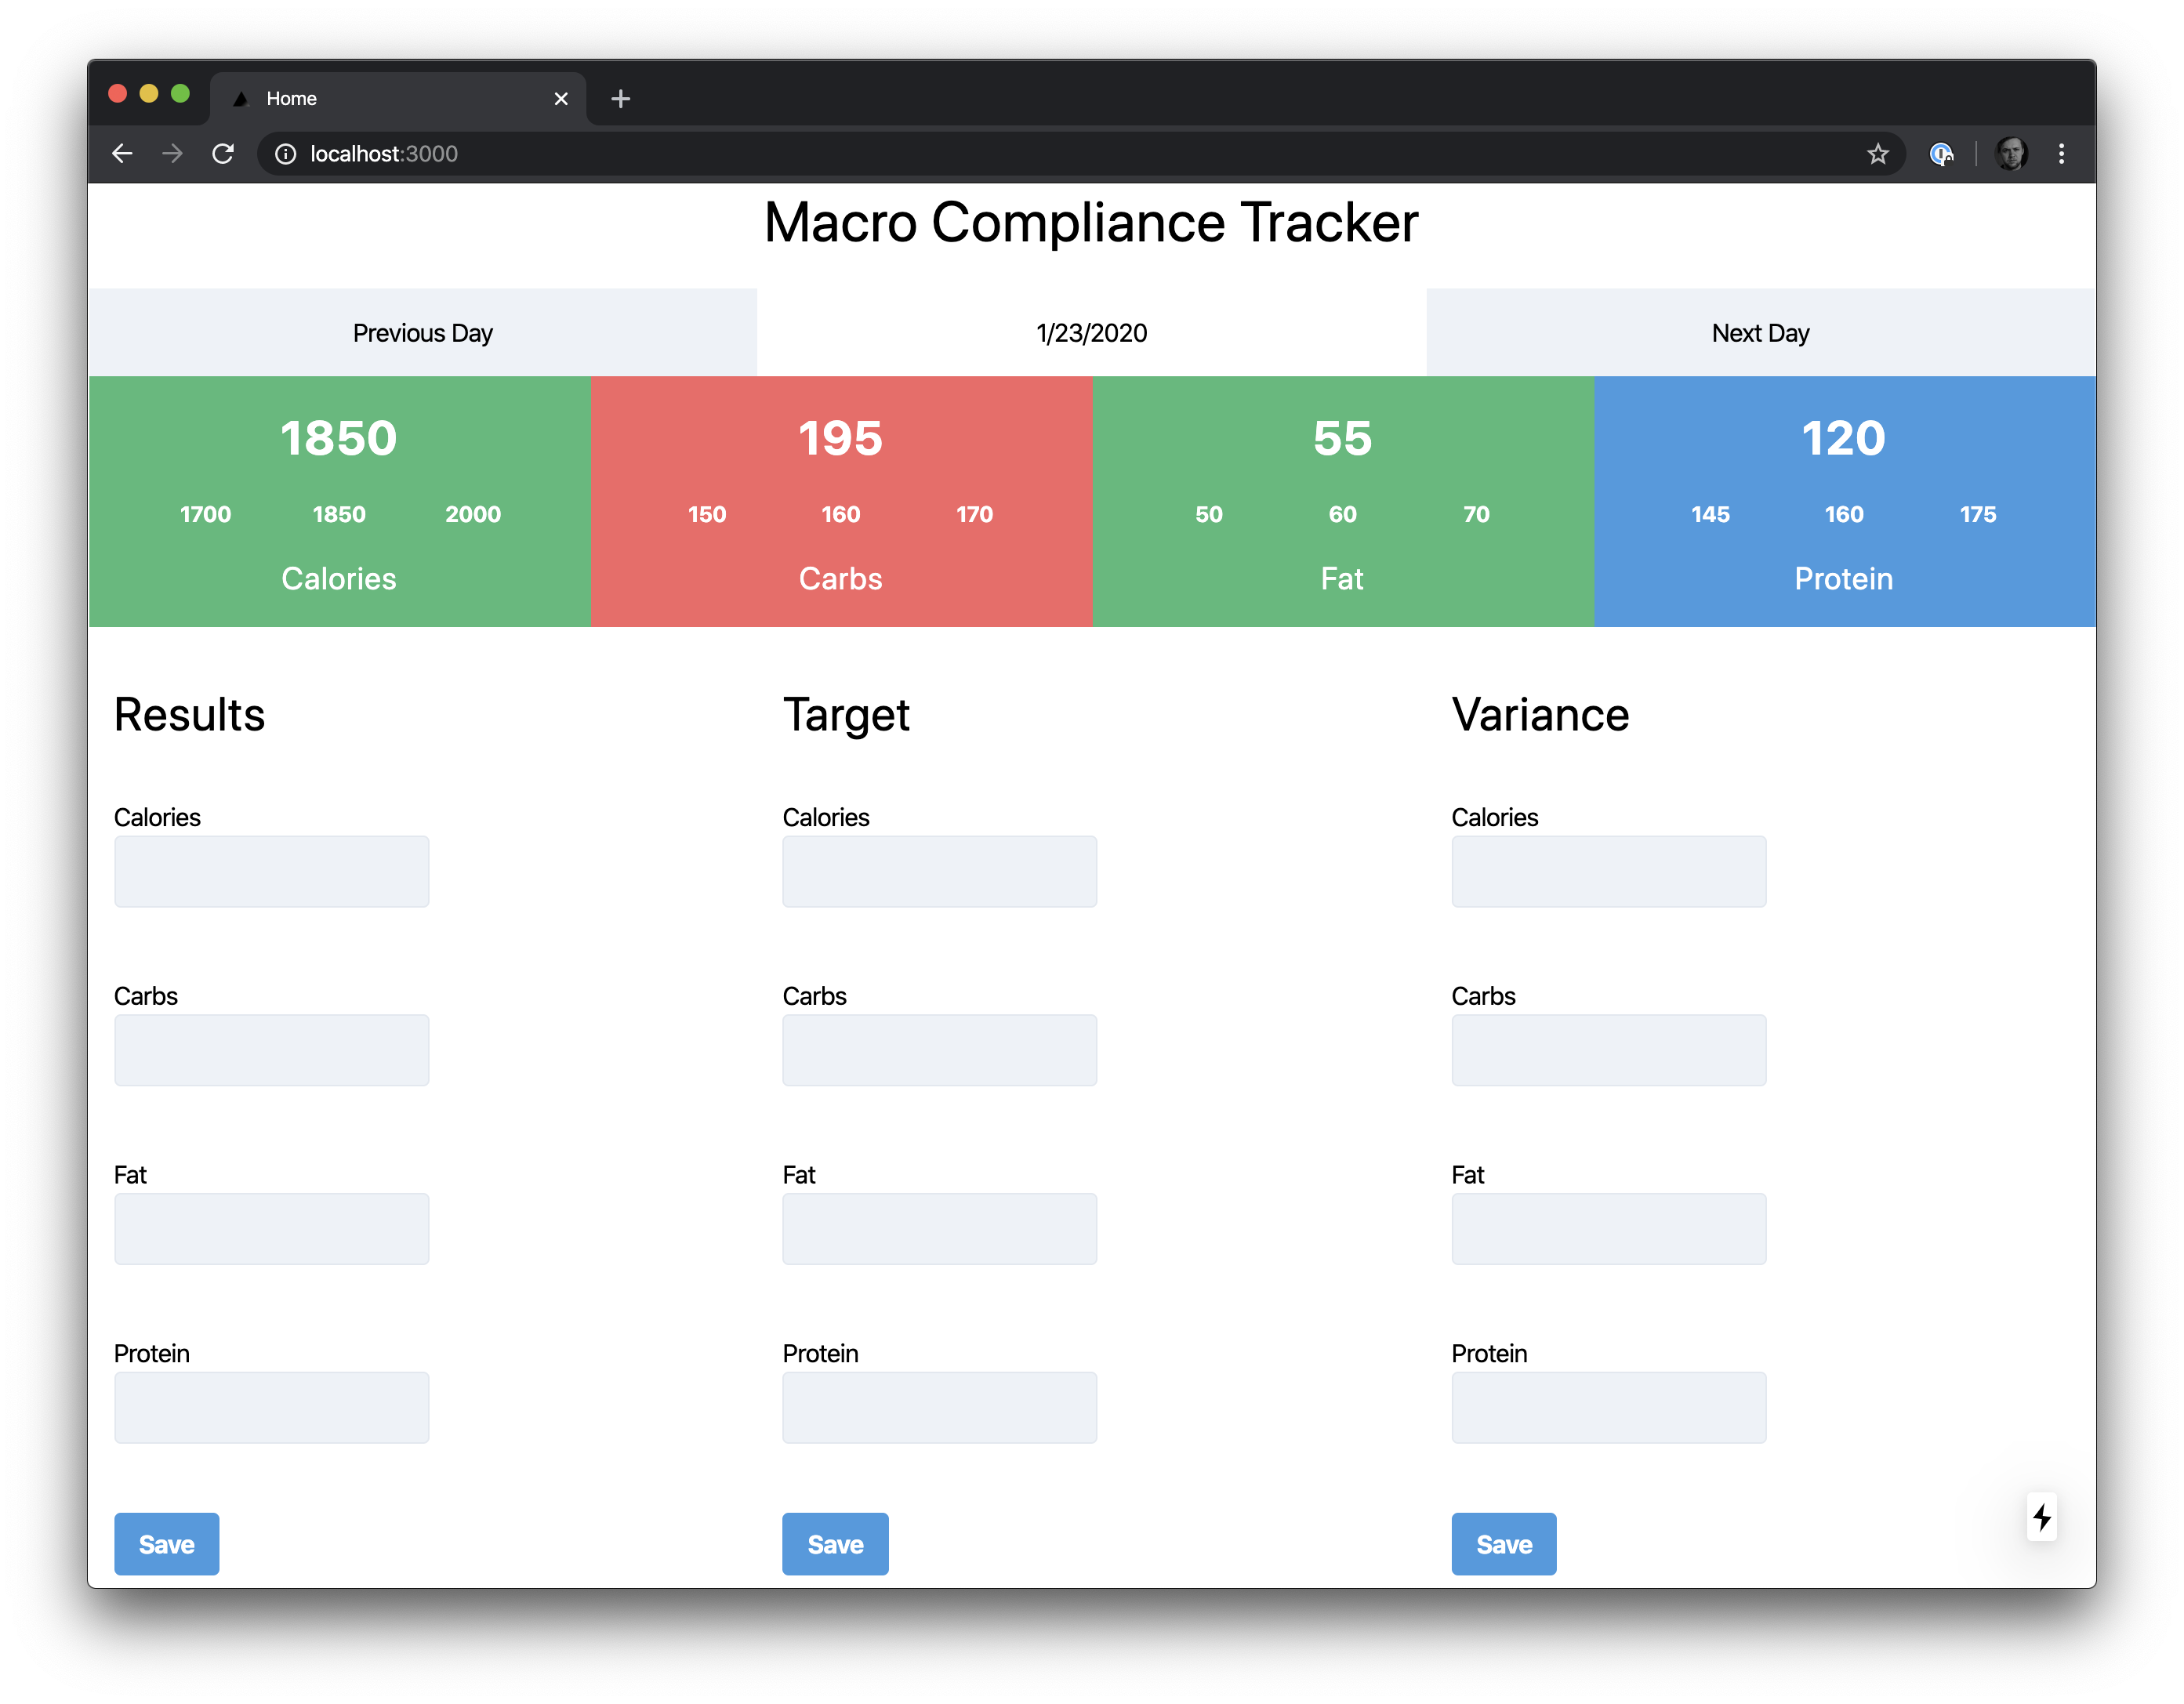 Home
localhost:3000
Macro Compliance Tracker
Previous Day 1/23/2020 Next Day
1850 195 55 120
1700 1850 2000 150 160 170 50 60 70 145 160 175
Calories Carbs Fat Protein
Results Target Variance
Calories Calories Calories
Carbs Carbs Carbs
Fat Fat Fat
Protein Protein Protein
Save Save Save